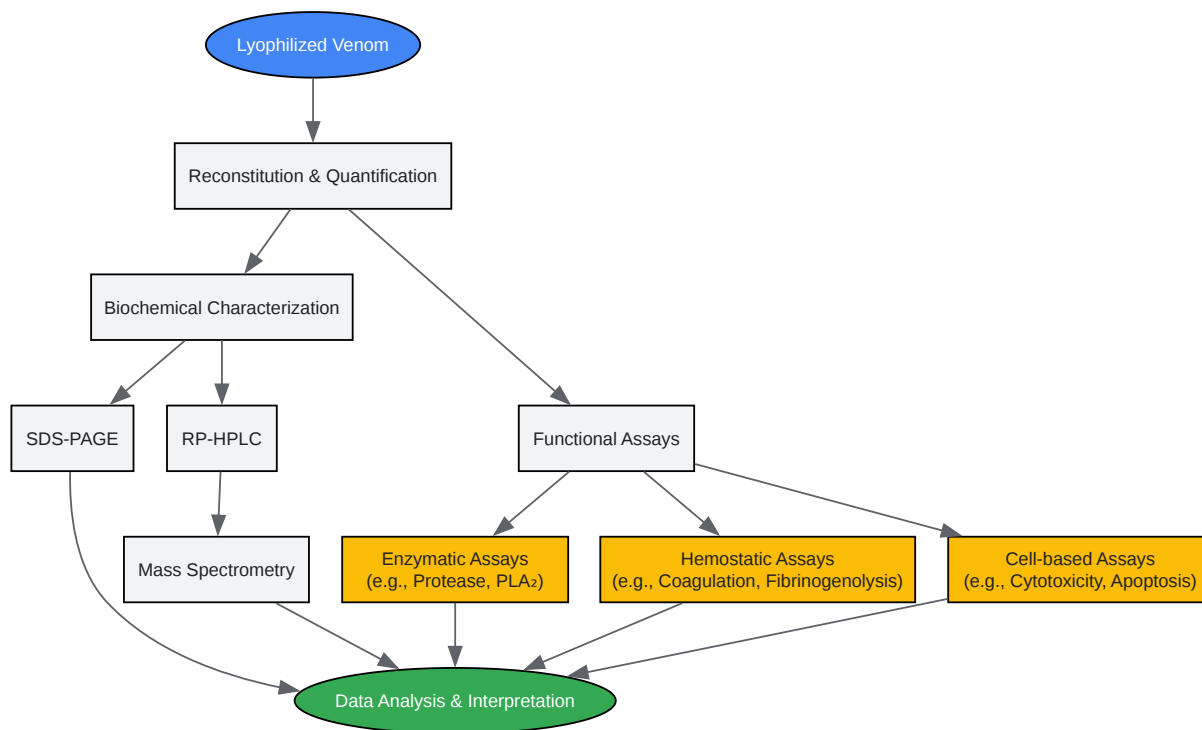 Lyophilized Venom
Reconstitution & Quantification
Biochemical Characterization
SDS-PAGE
RP-HPLC
Functional Assays
Mass Spectrometry
Enzymatic Assays
(e.g., Protease, PLA₂)
Hemostatic Assays
(e.g., Coagulation, Fibrinogenolysis)
Cell-based Assays
(e.g., Cytotoxicity, Apoptosis)
Data Analysis & Interpretation